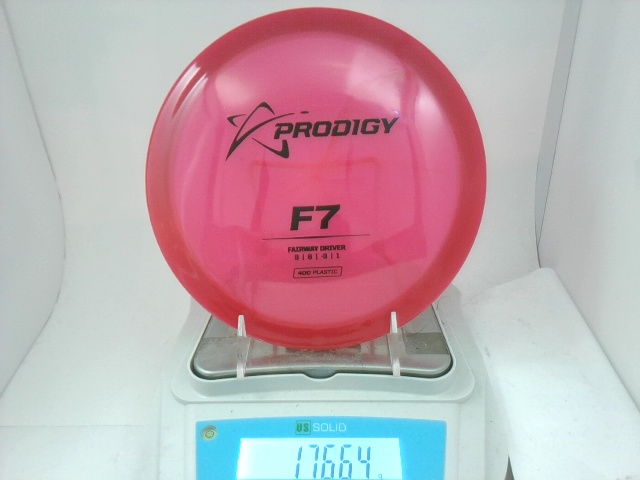 PRODIGY
F7
FAIRWAY DRIVER
400 PLASTIC
US SOLID
176.64
g